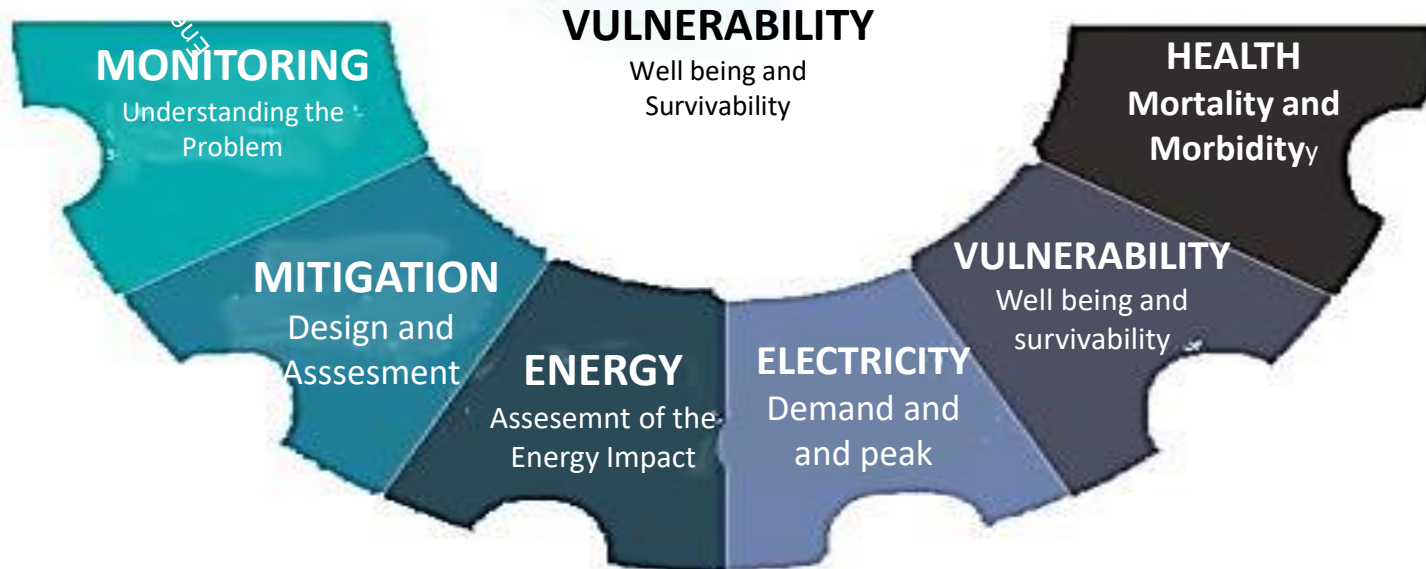 Ene
VULNERABILITY
Well being and
Survivability
MONITORING
Understanding the
Problem
HEALTH
Mortality and
Morbidityy
MITIGATION
Design and
Asssesment
VULNERABILITY
Well being and
survivability
ENERGY
Assesemnt of the
Energy Impact
ELECTRICITY
Demand and
and peak